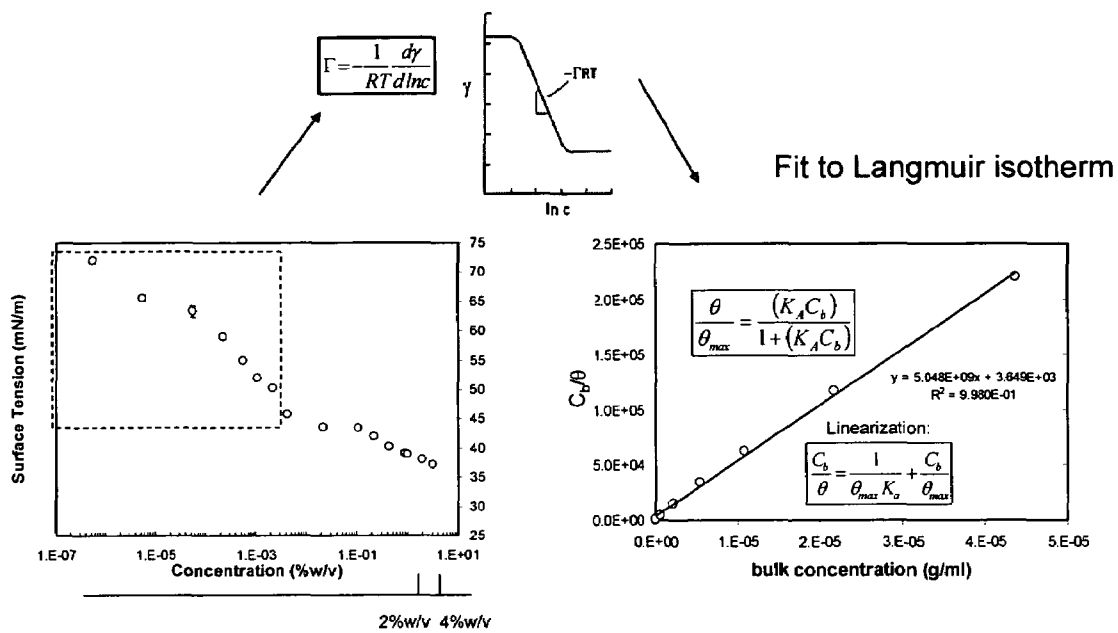 Γ=-1/RT dγ/dlnc
γ
-ΓRT
ln c
Fit to Langmuir isotherm
Surface Tension (mN/m)
75
70
65
60
55
50
45
40
35
30
25
1.E-07 1.E-05 1.E-03 1.E-01 1.E+01
Concentration (%w/v)
2%w/v 4%w/v
C_b/θ
2.5E+05
2.0E+05
1.5E+05
1.0E+05
5.0E+04
0.0E+00
θ/θ_max = (K_A C_b)/1+(K_A C_b)
y = 5.048E+09x + 3.649E+03
R² = 9.980E-01
Linearization:
C_b/θ = 1/θ_max K_a + C_b/θ_max
0.E+00 1.E-05 2.E-05 3.E-05 4.E-05 5.E-05
bulk concentration (g/ml)